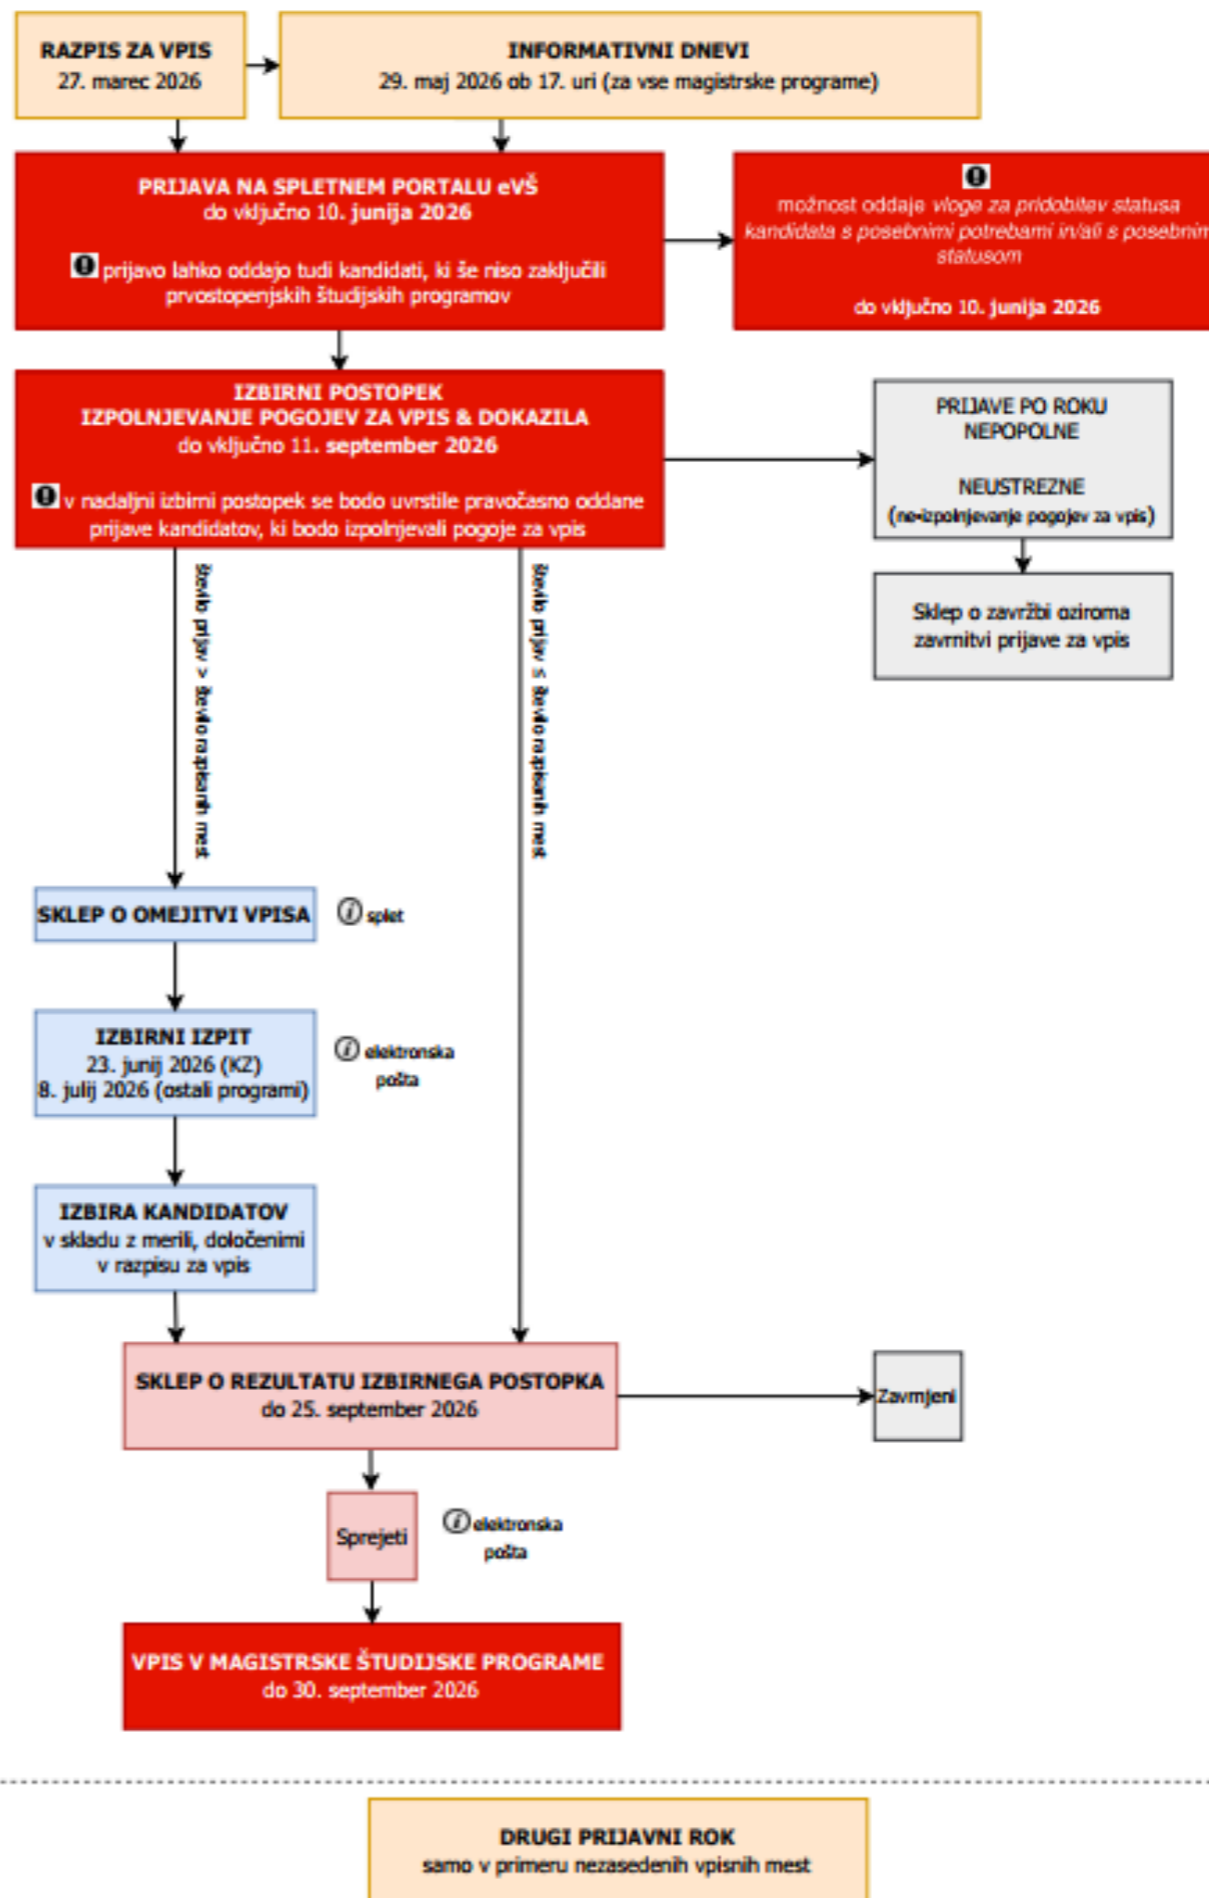 RAZPIS ZA VPIS
27. marec 2026
INFORMATIVNI DNEVI
29. maj 2026 ob 17. uri (za vse magistrske programe)
PRIJAVA NA SPLETNEM PORTALU eVŠ
do vključno 10. junija 2026
prijavo lahko oddajo tudi kandidati, ki še niso zaključili
prvostopenjskih študijskih programov
možnost oddaje vloge za pridobitev statusa
kandidata s posebnimi potrebami in/ali s posebnim
statusom
do vključno 10. junija 2026
IZBIRNI POSTOPEK
IZPOLNJEVANJE POGOJEV ZA VPIS & DOKAZILA
do vključno 11. september 2026
v nadaljni izbirni postopek se bodo uvrstile pravočasno oddane
prijave kandidatov, ki bodo izpolnjevali pogoje za vpis
PRIJAVE PO ROKU
NEPOPOLNE
NEUSTREZNE
(ne-izpolnjevanje pogojev za vpis)
Sklep o zavržbi oziroma
zavrnitvi prijave za vpis
število prijav > število razpisanih mest
število prijav ≤ število razpisanih mest
SKLEP O OMEJITVI VPISA
splet
IZBIRNI IZPIT
23. junij 2026 (KZ)
8. julij 2026 (ostali programi)
elektronska
pošta
IZBIRA KANDIDATOV
v skladu z merili, določenimi
v razpisu za vpis
SKLEP O REZULTATU IZBIRNEGA POSTOPKA
do 25. september 2026
Zavrnjeni
Sprejeti
elektronska
pošta
VPIS V MAGISTRSKE ŠTUDIJSKE PROGRAME
do 30. september 2026
DRUGI PRIJAVNI ROK
samo v primeru nezasedenih vpisnih mest